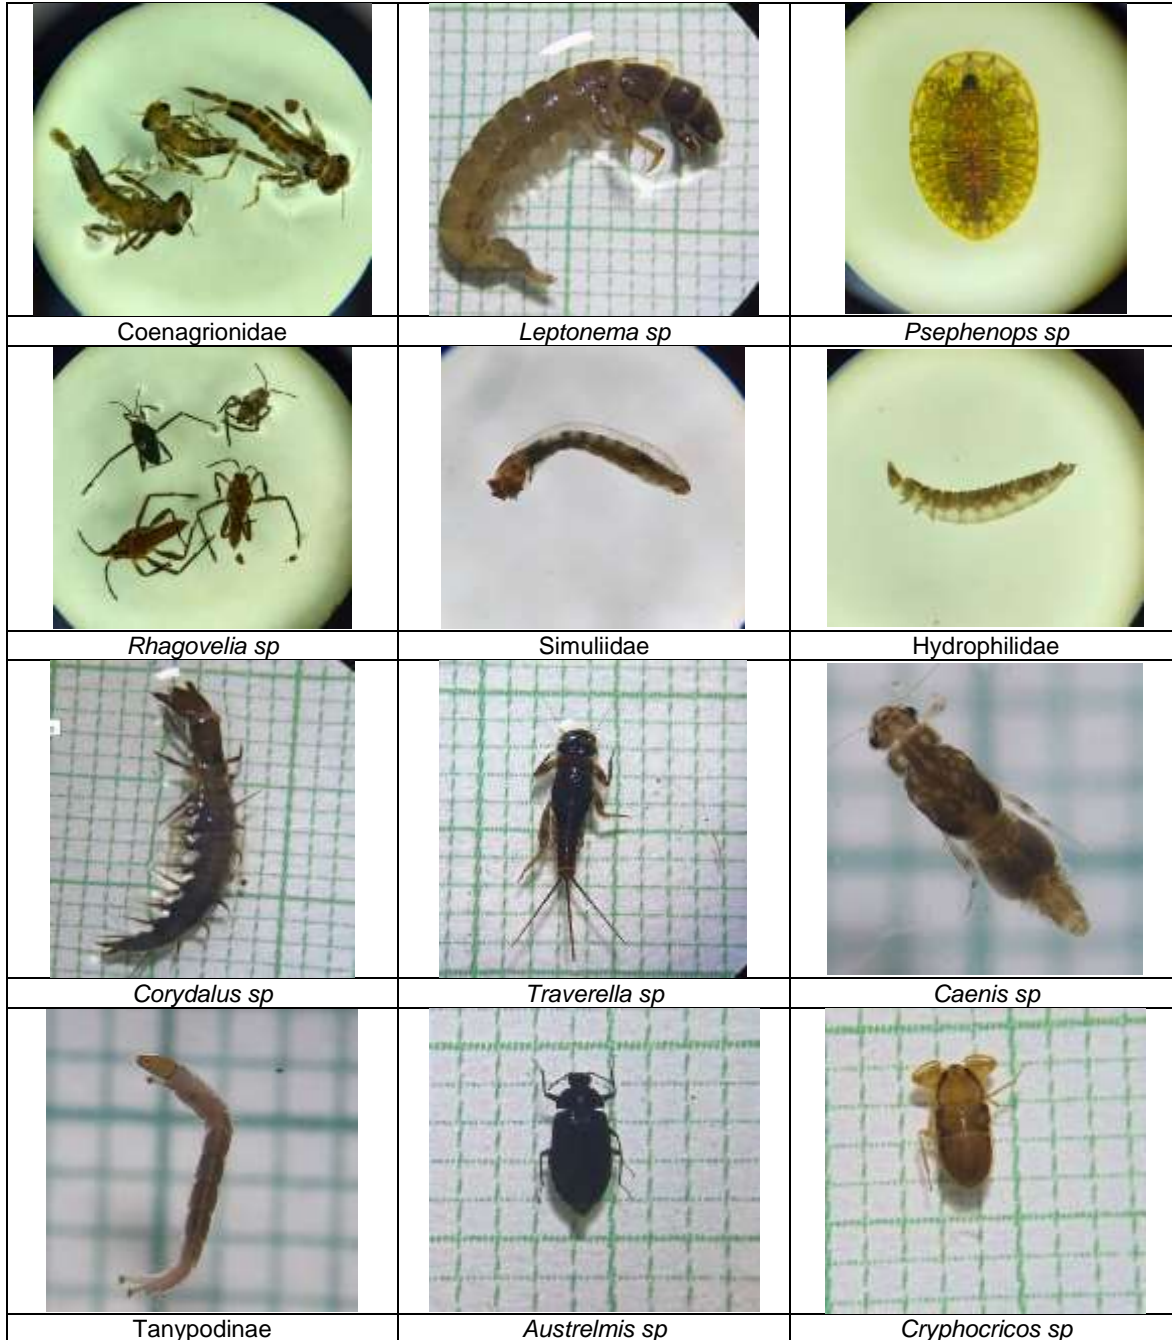 Coenagrionidae
Leptonema sp
Psephenops sp
Rhagovelia sp
Simuliidae
Hydrophilidae
Corydalus sp
Traverella sp
Caenis sp
Tanypodinae
Austrelmis sp
Cryphocricos sp